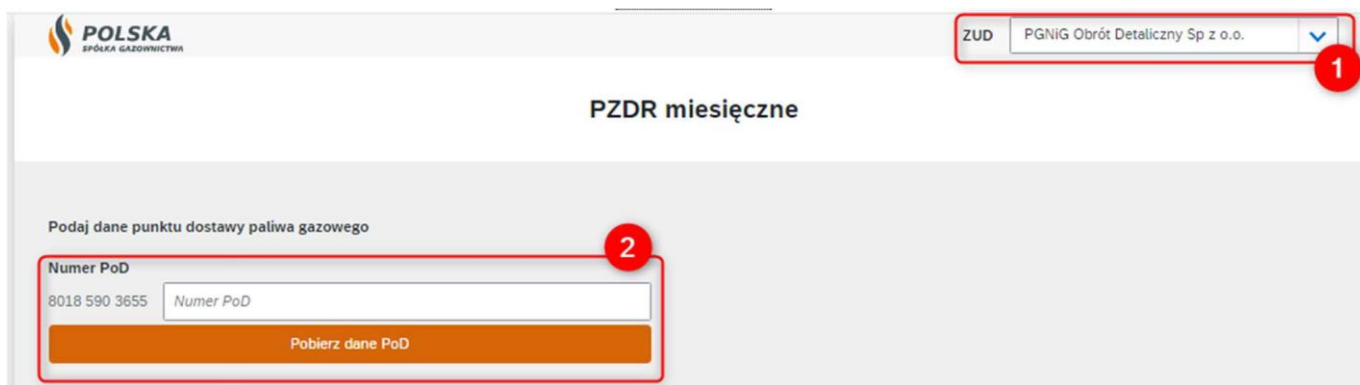 POLSKA
SPÓŁKA GAZOWNICTWA
ZUD PGNiG Obrót Detaliczny Sp z o.o.
1
PZDR miesięczne
Podaj dane punktu dostawy paliwa gazowego
2
Numer PoD
8018 590 3655 Numer PoD
Pobierz dane PoD